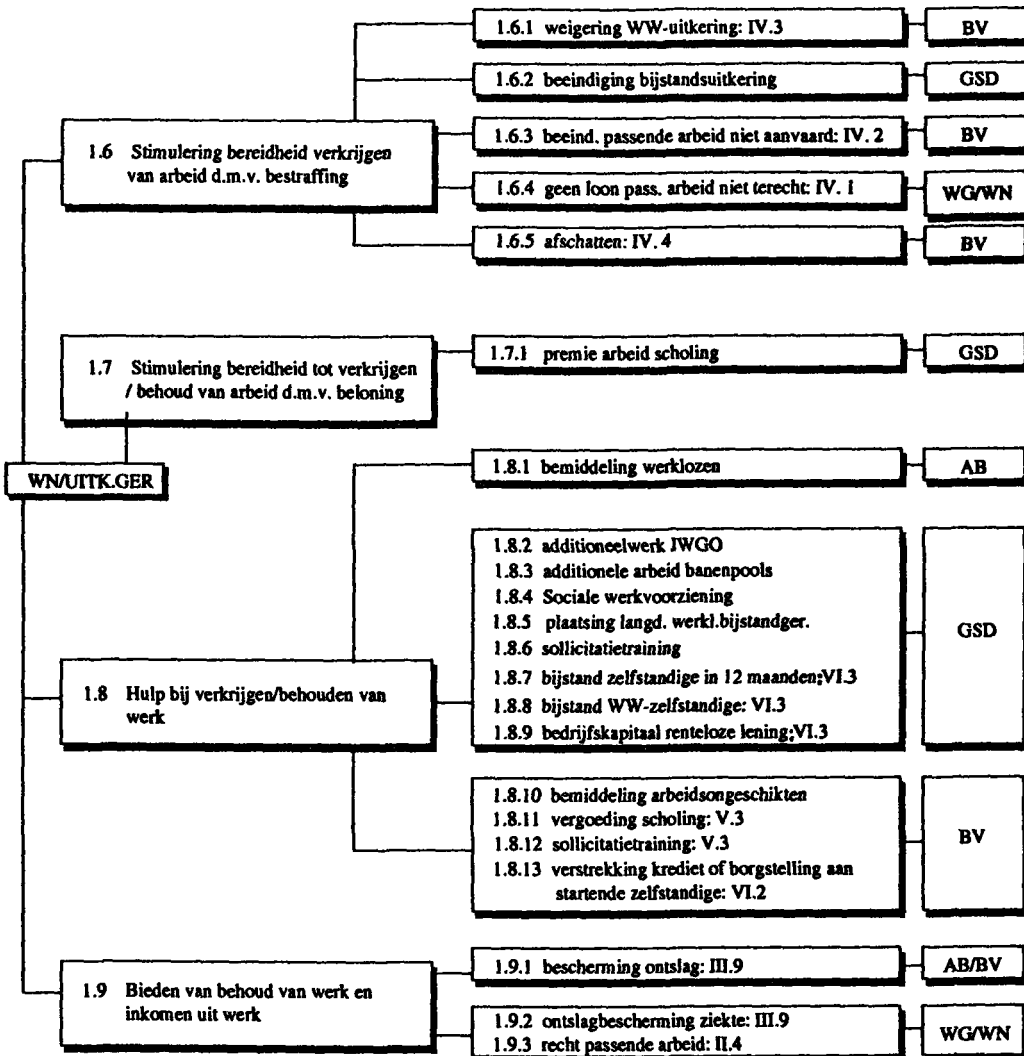 1.6.1 weigering WW-uitkering: IV.3
BV
1.6.2 beeindiging bijstandsuitkering
GSD
1.6 Stimulering bereidheid verkrijgen
van arbeid d.m.v. bestraffing
1.6.3 beeind. passende arbeid niet aanvaard: IV. 2
BV
1.6.4 geen loon pass. arbeid niet terecht: IV. 1
WG/WN
1.6.5 afschatten: IV. 4
BV
1.7 Stimulering bereidheid tot verkrijgen
/ behoud van arbeid d.m.v. beloning
1.7.1 premie arbeid scholing
GSD
WN/UITK.GER
1.8.1 bemiddeling werklozen
AB
1.8 Hulp bij verkrijgen/behouden van
werk
1.8.2 additioneelwerk JWGO
1.8.3 additionele arbeid banenpools
1.8.4 Sociale werkvoorziening
1.8.5 plaatsing langd. werkl.bijstandger.
1.8.6 sollicitatietraining
1.8.7 bijstand zelfstandige in 12 maanden;VI.3
1.8.8 bijstand WW-zelfstandige: VI.3
1.8.9 bedrijfskapitaal renteloze lening;VI.3
GSD
1.8.10 bemiddeling arbeidsongeschikten
1.8.11 vergoeding scholing: V.3
1.8.12 sollicitatietraining: V.3
1.8.13 verstrekking krediet of borgstelling aan
startende zelfstandige: VI.2
BV
1.9 Bieden van behoud van werk en
inkomen uit werk
1.9.1 bescherming ontslag: III.9
AB/BV
1.9.2 ontslagbescherming ziekte: III.9
1.9.3 recht passende arbeid: II.4
WG/WN